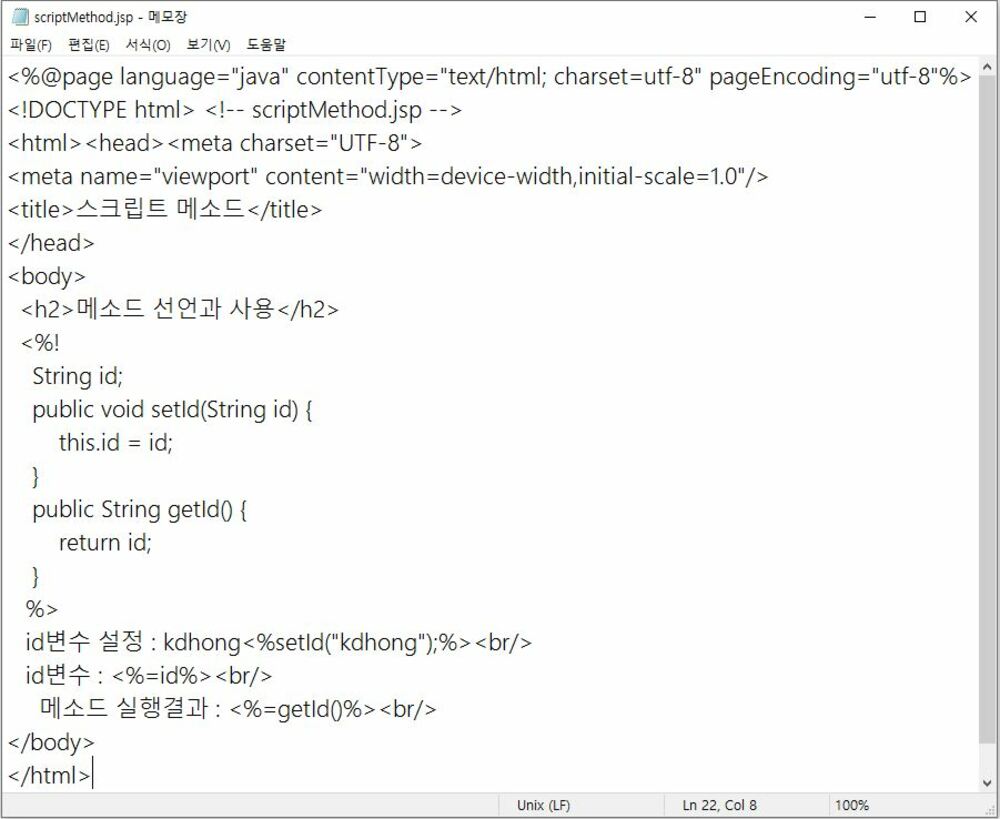 scriptMethod.jsp - 메모장
파일(F) 편집(E) 서식(O) 보기(V) 도움말
<%@page language="java" contentType="text/html; charset=utf-8" pageEncoding="utf-8"%>
<!DOCTYPE html> <!-- scriptMethod.jsp -->
<html><head><meta charset="UTF-8">
<meta name="viewport" content="width=device-width,initial-scale=1.0"/>
<title>스크립트 메소드</title>
</head>
<body>
  <h2>메소드 선언과 사용</h2>
  <%!
    String id;
    public void setId(String id) {
        this.id = id;
    }
    public String getId() {
        return id;
    }
  %>
  id변수 설정 : kdhong<%setId("kdhong");%><br/>
  id변수 : <%=id%><br/>
    메소드 실행결과 : <%=getId()%><br/>
</body>
</html>
Unix (LF) Ln 22, Col 8 100%